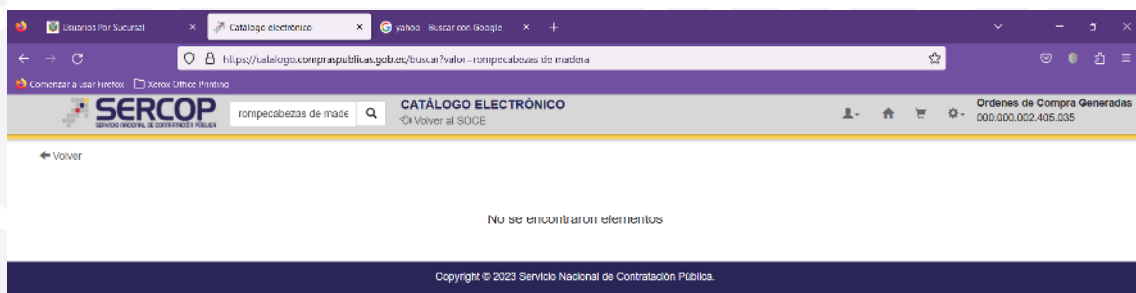 Usuarios Por Sucursal
Catálogo electrónico
yahoo - Buscar con Google
https://catalogo.compraspublicas.gob.ec/buscar?valor=rompecabezas de madera
Comenzar a usar Firefox
Xerox Office Printing
SERCOP
SERVICIO NACIONAL DE CONTRATACIÓN PÚBLICA
rompecabezas de made
CATÁLOGO ELECTRÓNICO
Volver al SOCE
Ordenes de Compra Generadas
000.000.002.405.035
Volver
No se encontraron elementos
Copyright © 2023 Servicio Nacional de Contratación Pública.